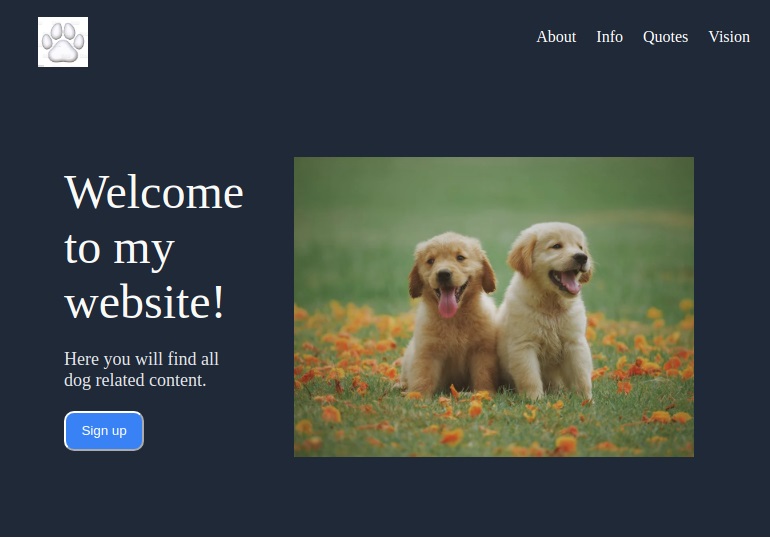 About Info Quotes Vision
Welcome
to my
website!
Here you will find all
dog related content.
Sign up